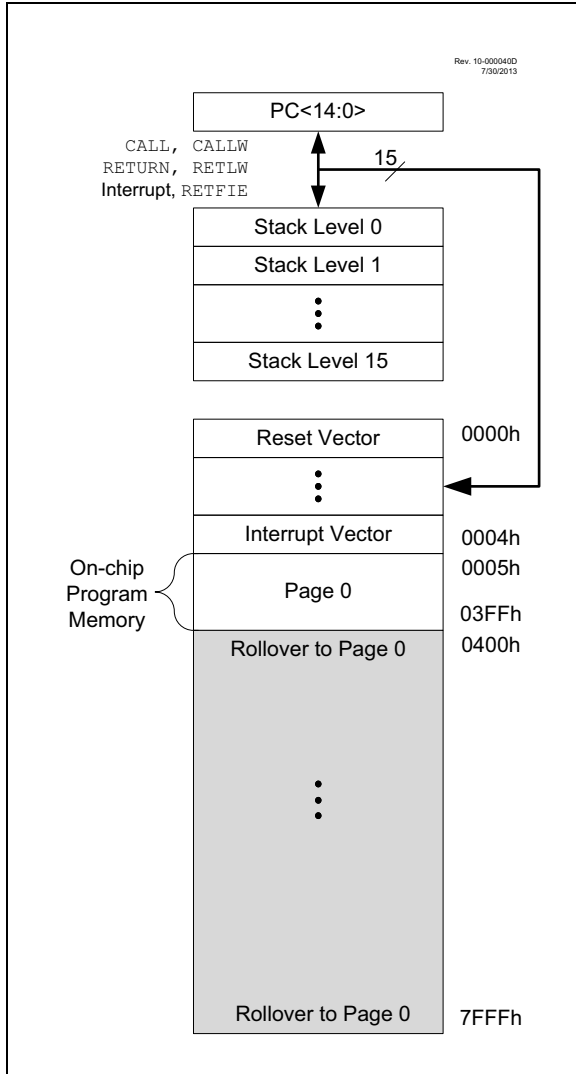 Rev. 10-000040D
7/30/2013
PC<14:0>
CALL, CALLW
RETURN, RETLW
Interrupt, RETFIE
15
Stack Level 0
Stack Level 1
Stack Level 15
Reset Vector
0000h
Interrupt Vector
0004h
On-chip
Program
Memory
Page 0
0005h
03FFh
Rollover to Page 0
0400h
Rollover to Page 0
7FFFh